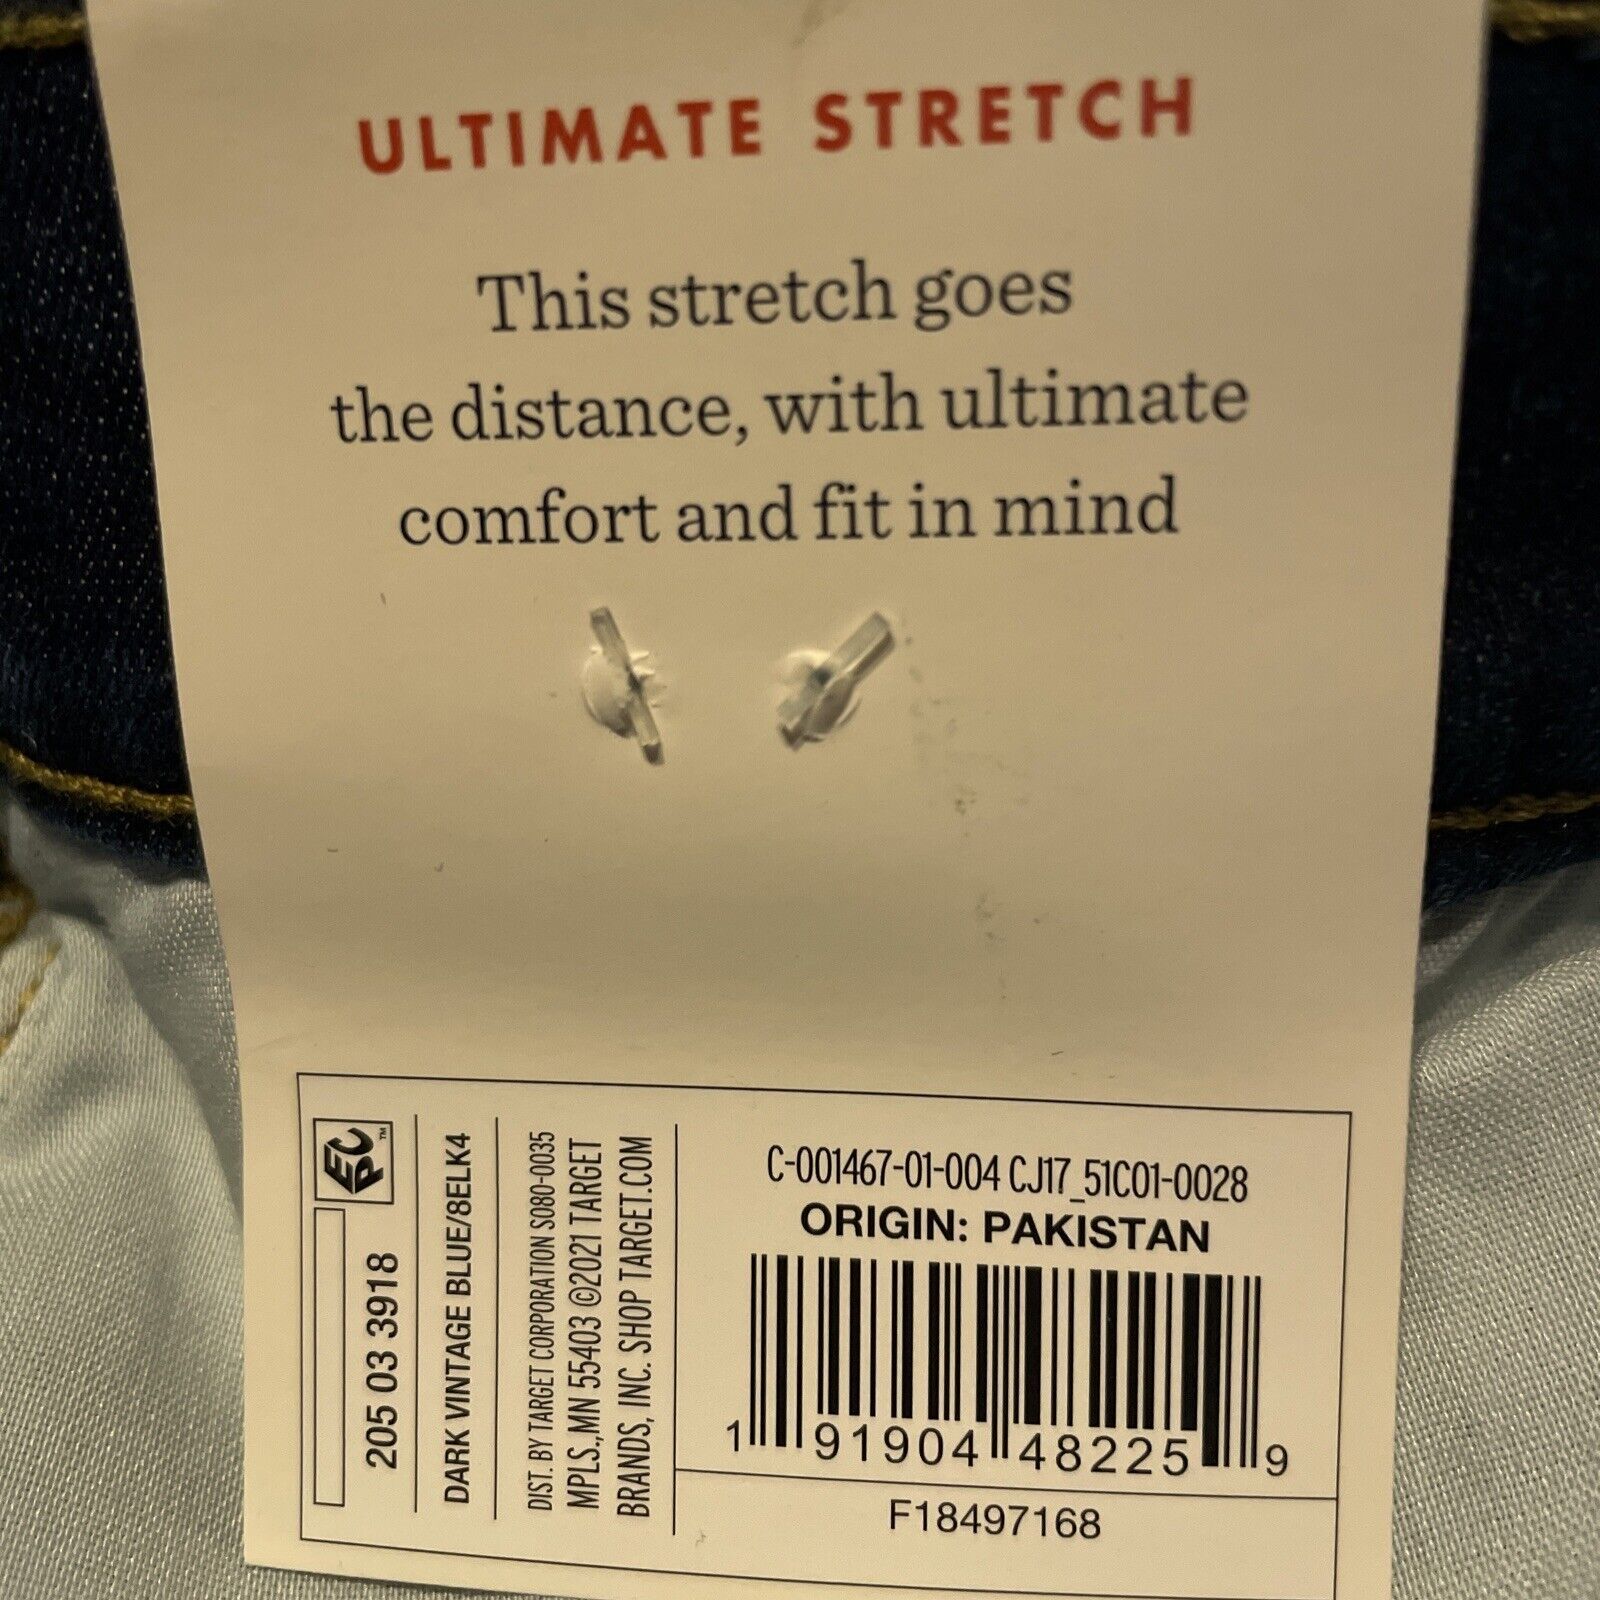 ULTIMATE STRETCH
This stretch goes
the distance, with ultimate
comfort and fit in mind
EPC™
205 03 3918
DARK VINTAGE BLUE/8ELK4
DIST. BY TARGET CORPORATION S080-0035
MPLS.,MN 55403 ©2021 TARGET
BRANDS, INC. SHOP TARGET.COM
C-001467-01-004 CJ17_51C01-0028
ORIGIN: PAKISTAN
1 91904 48225 9
F18497168